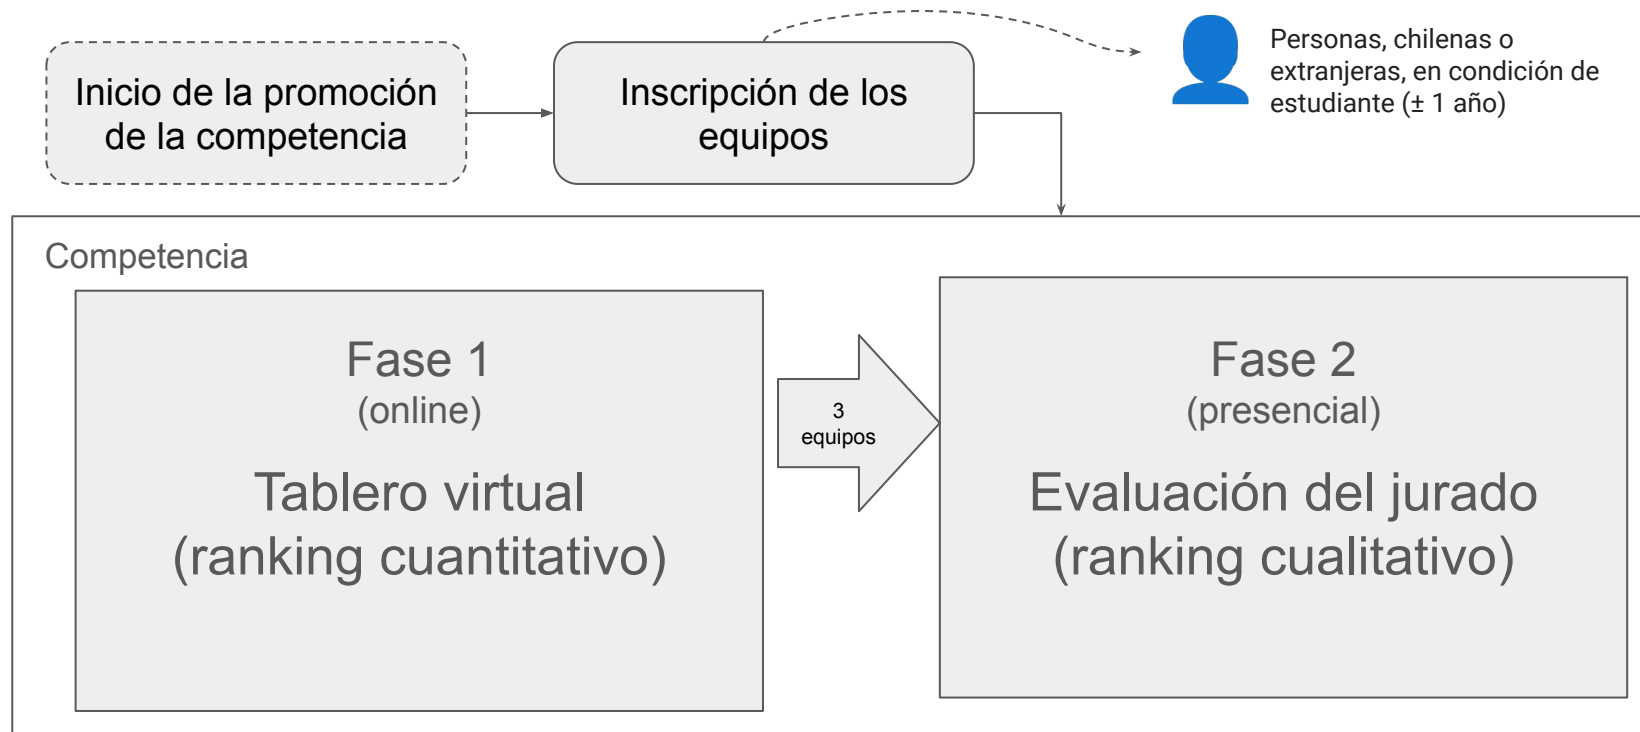 Inicio de la promoción
de la competencia
Inscripción de los
equipos
Personas, chilenas o
extranjeras, en condición de
estudiante (± 1 año)
Competencia
Fase 1
(online)
Tablero virtual
(ranking cuantitativo)
3
equipos
Fase 2
(presencial)
Evaluación del jurado
(ranking cualitativo)